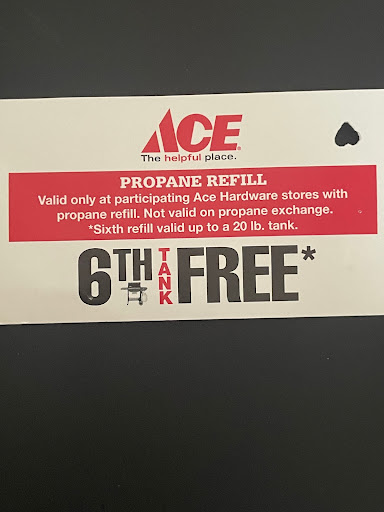 ACE®
The helpful place.
PROPANE REFILL
Valid only at participating Ace Hardware stores with
propane refill. Not valid on propane exchange.
*Sixth refill valid up to a 20 lb. tank.
6TH TANK FREE*